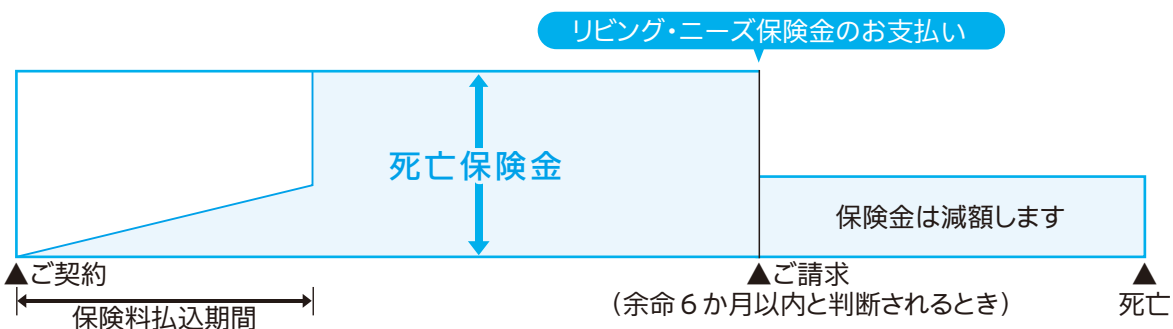 リビング・ニーズ保険金のお支払い
死亡保険金
保険金は減額します
▲ご契約
▲ご請求
▲
保険料払込期間
（余命６か月以内と判断されるとき）
死亡